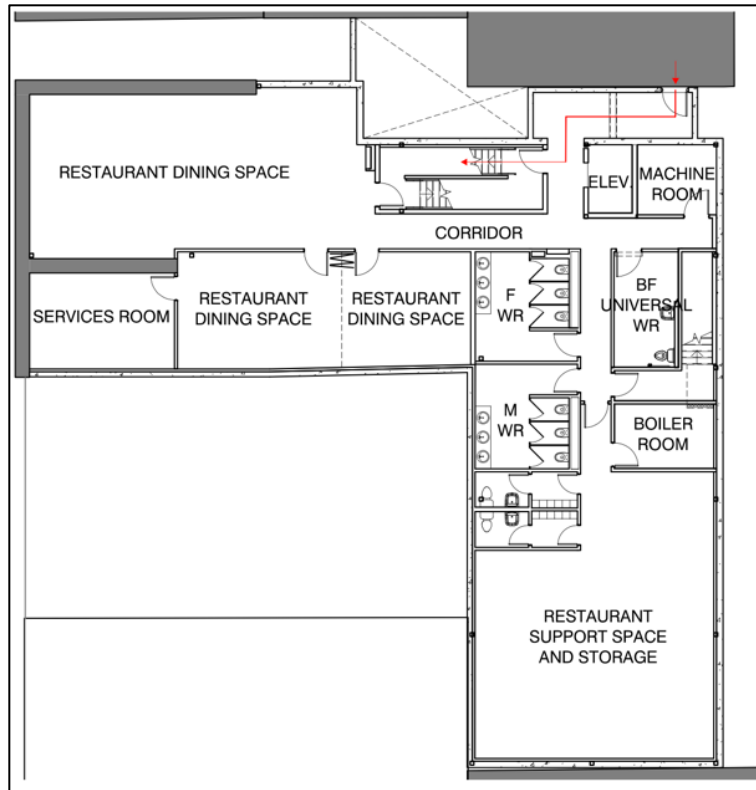 RESTAURANT DINING SPACE
ELEV.
MACHINE
ROOM
CORRIDOR
SERVICES ROOM
RESTAURANT
DINING SPACE
RESTAURANT
DINING SPACE
F
WR
BF
UNIVERSAL
WR
M
WR
BOILER
ROOM
RESTAURANT
SUPPORT SPACE
AND STORAGE